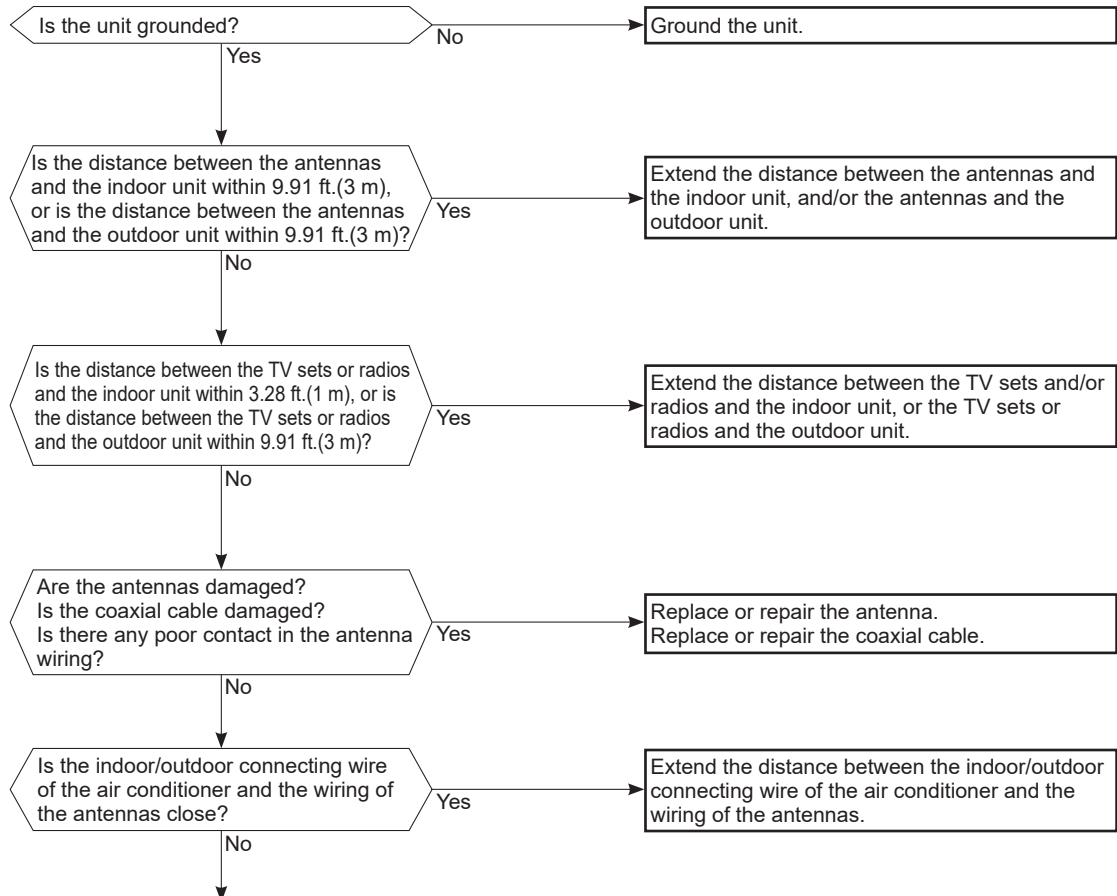 Is the unit grounded?
No
Ground the unit.
Yes
Is the distance between the antennas
and the indoor unit within 9.91 ft.(3 m),
or is the distance between the antennas
and the outdoor unit within 9.91 ft.(3 m)?
Yes
Extend the distance between the antennas and
the indoor unit, and/or the antennas and the
outdoor unit.
No
Is the distance between the TV sets or radios
and the indoor unit within 3.28 ft.(1 m), or is
the distance between the TV sets or radios
and the outdoor unit within 9.91 ft.(3 m)?
Yes
Extend the distance between the TV sets and/or
radios and the indoor unit, or the TV sets or
radios and the outdoor unit.
No
Are the antennas damaged?
Is the coaxial cable damaged?
Is there any poor contact in the antenna
wiring?
Yes
Replace or repair the antenna.
Replace or repair the coaxial cable.
No
Is the indoor/outdoor connecting wire
of the air conditioner and the wiring of
the antennas close?
Yes
Extend the distance between the indoor/outdoor
connecting wire of the air conditioner and the
wiring of the antennas.
No